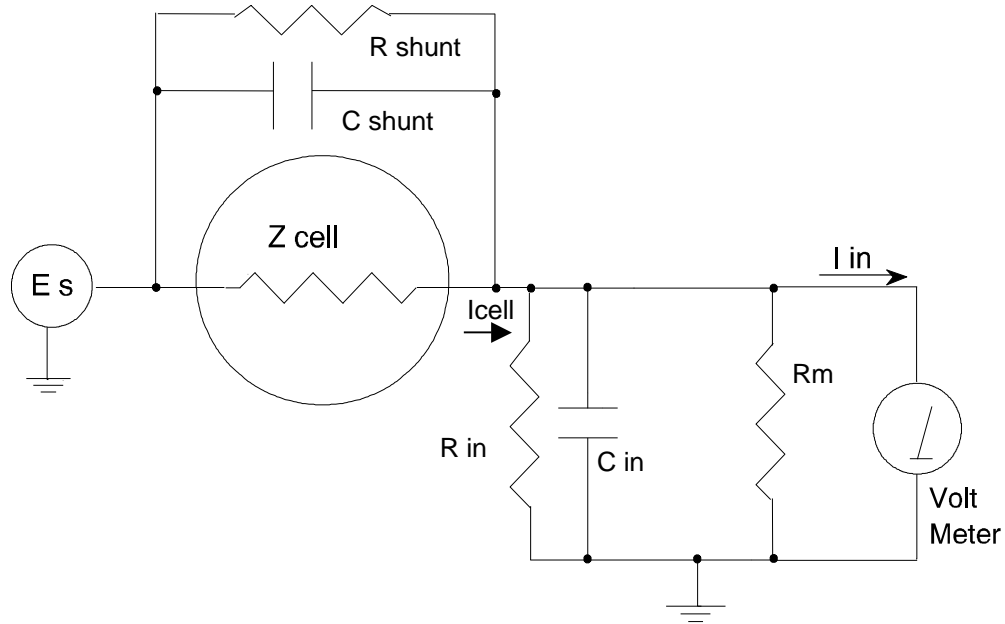 R shunt
C shunt
Z cell
E s
I in
Icell
Rm
R in
C in
Volt
Meter